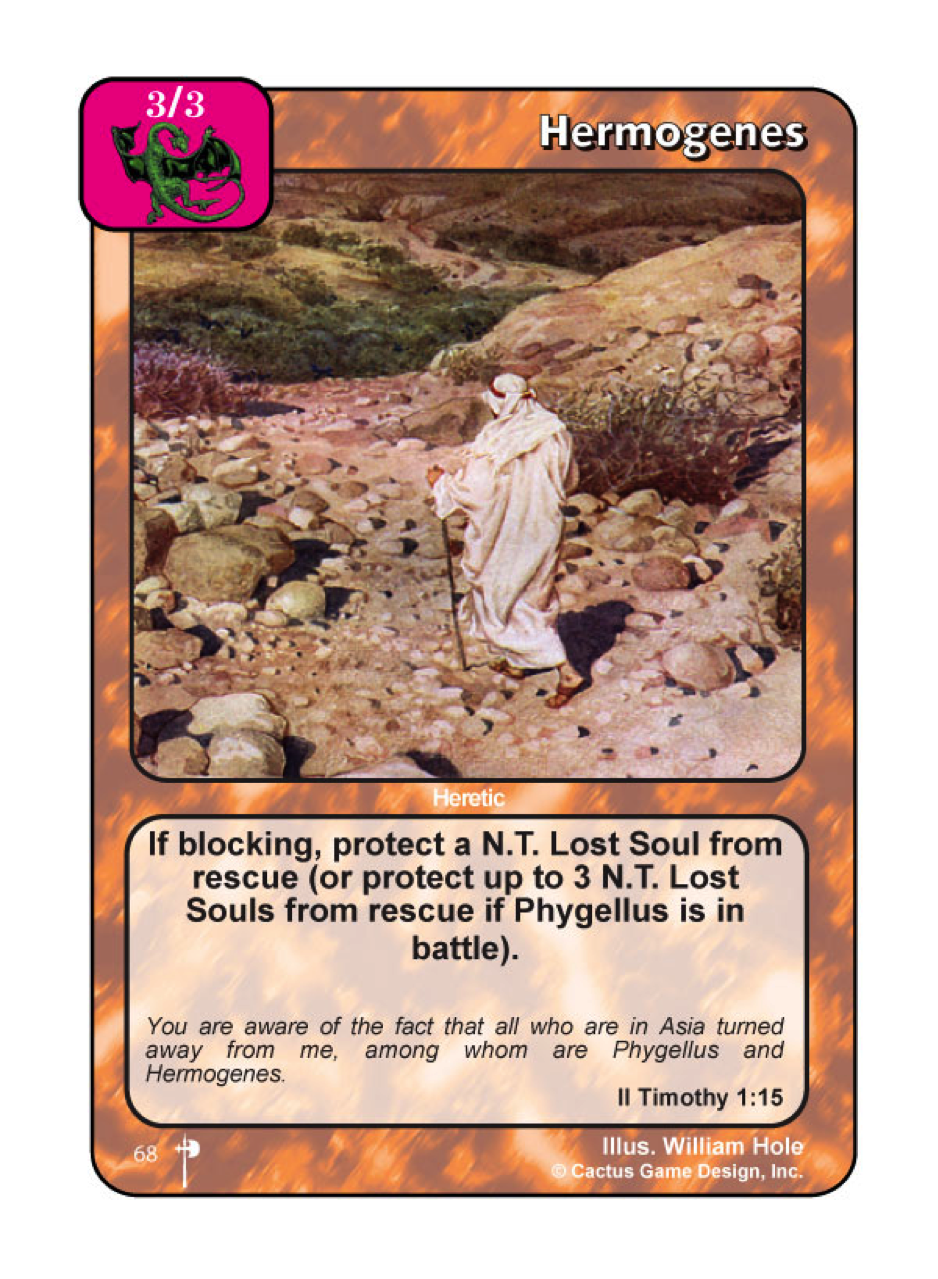 3/3
Hermogenes
Heretic
If blocking, protect a N.T. Lost Soul from
rescue (or protect up to 3 N.T. Lost
Souls from rescue if Phygellus is in
battle).
You are aware of the fact that all who are in Asia turned
away from me, among whom are Phygellus and
Hermogenes.
II Timothy 1:15
68
Illus. William Hole
© Cactus Game Design, Inc.